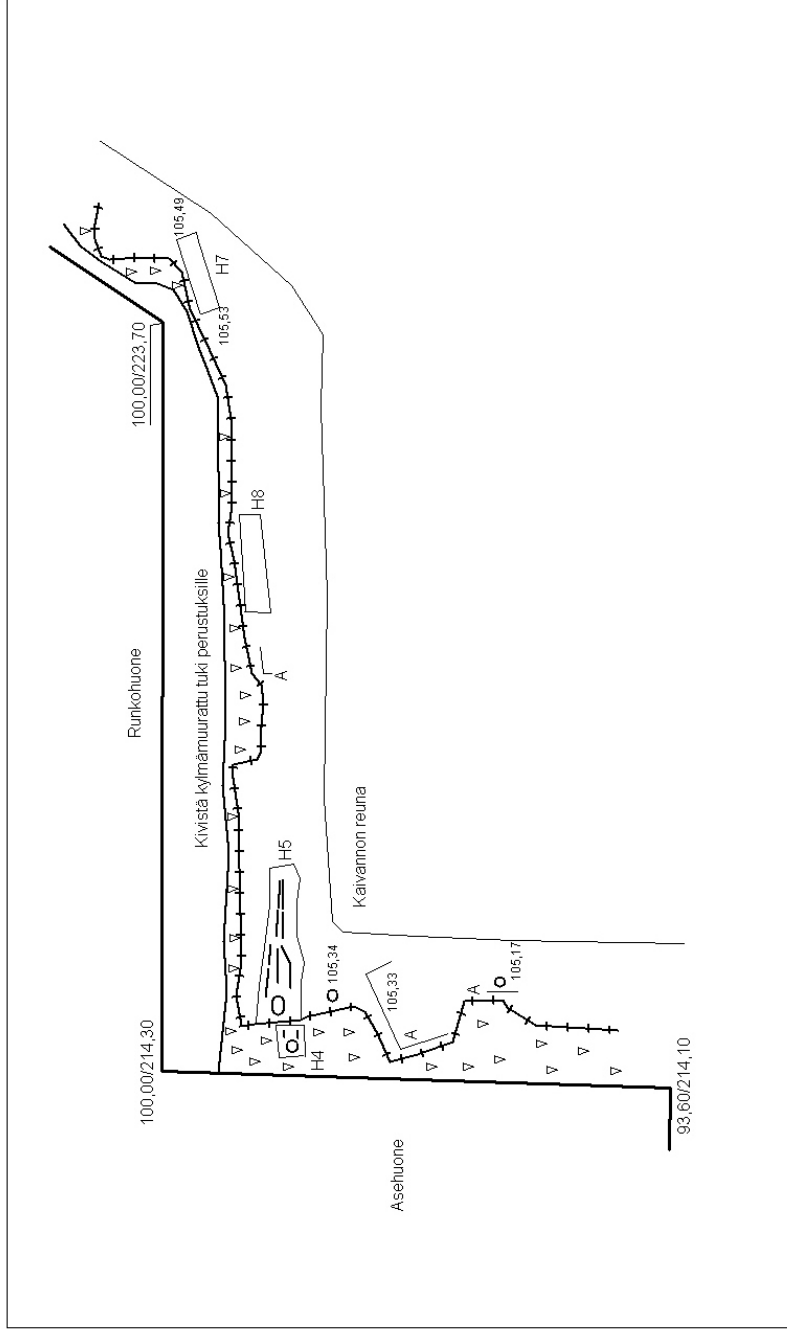 Runkohuone
100,00/214,30
100,00/223,70
Kivistä kylmämuurattu tuki perustuksille
105,49
H7
105,53
H8
A
H5
H4
105,34
Kaivannon reuna
105,33
A
A
105,17
Asehuone
93,60/214,10